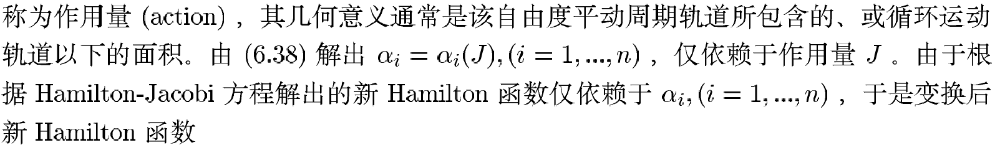 称为作用量 (action) ，其几何意义通常是该自由度平动周期轨道所包含的、或循环运动
轨道以下的面积。由 (6.38) 解出 αᵢ = αᵢ(J), (i = 1, ..., n) ，仅依赖于作用量 J 。由于根
据 Hamilton-Jacobi 方程解出的新 Hamilton 函数仅依赖于 αᵢ, (i = 1, ..., n) ，于是变换后
新 Hamilton 函数